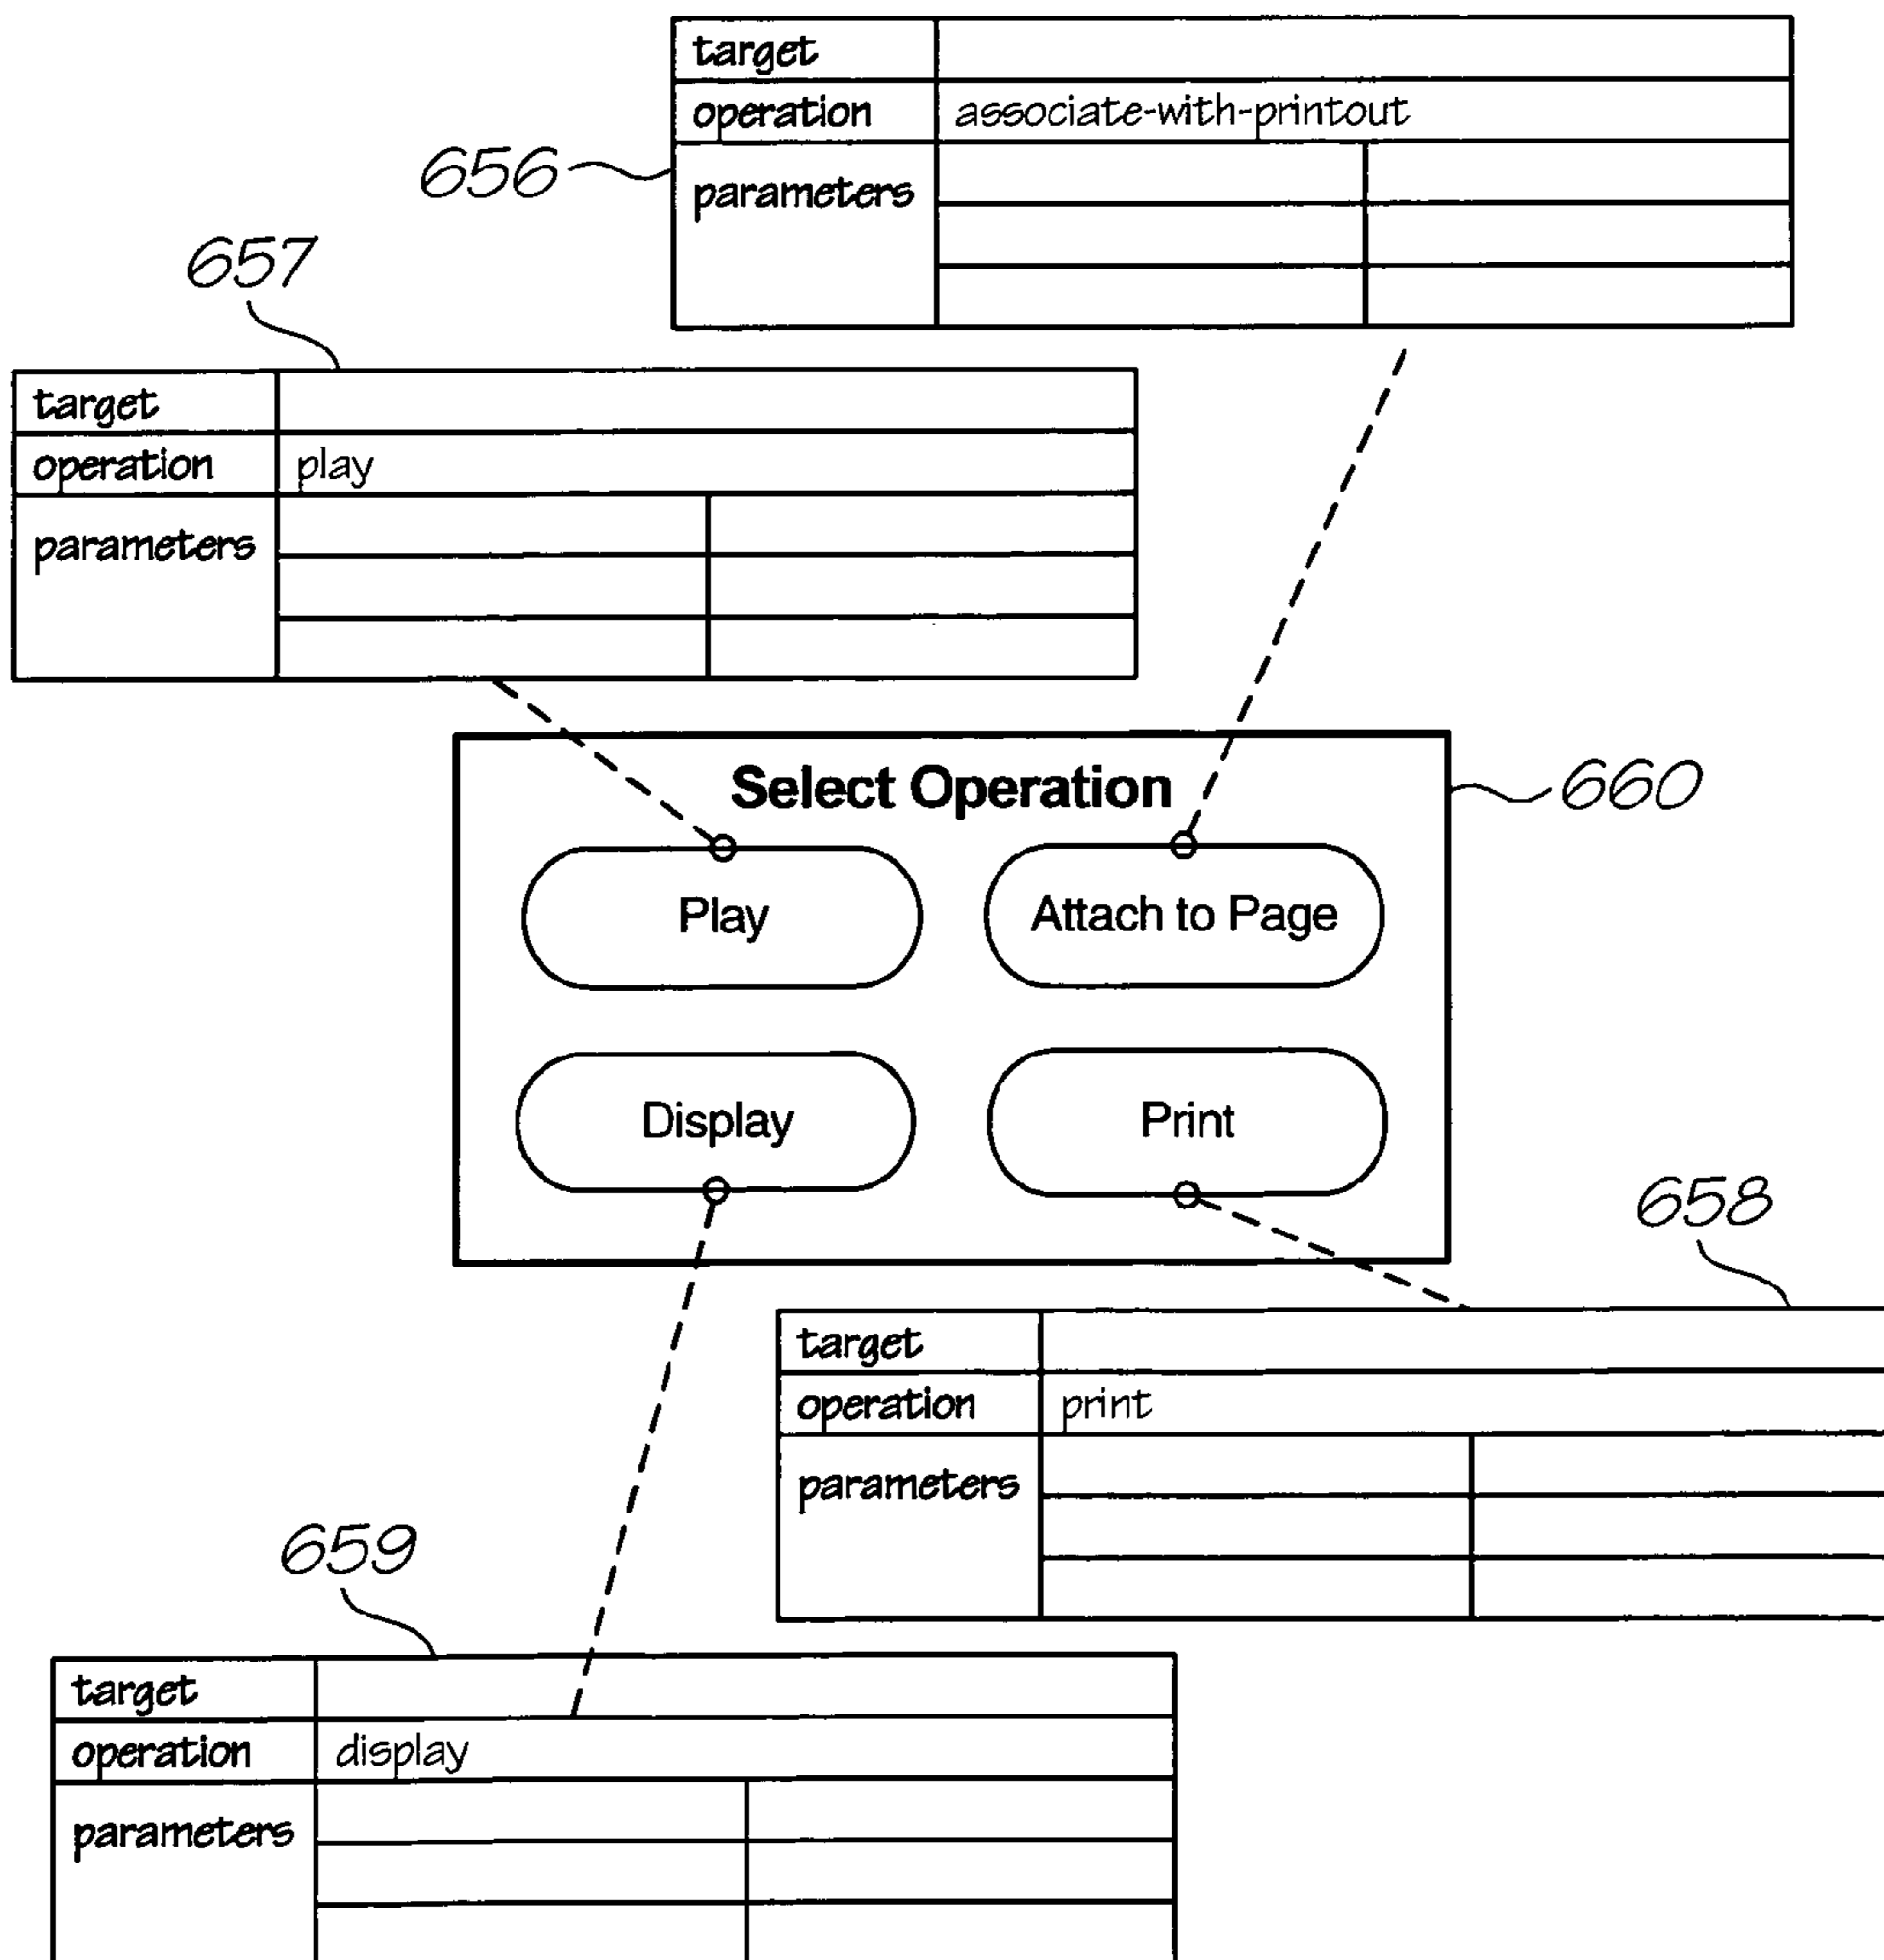 target
operation associate-with-printout
656
parameters
657
target
operation play
parameters
Select Operation
660
Play Attach to Page
Display Print
658
target
operation print
parameters
659
target
operation display
parameters